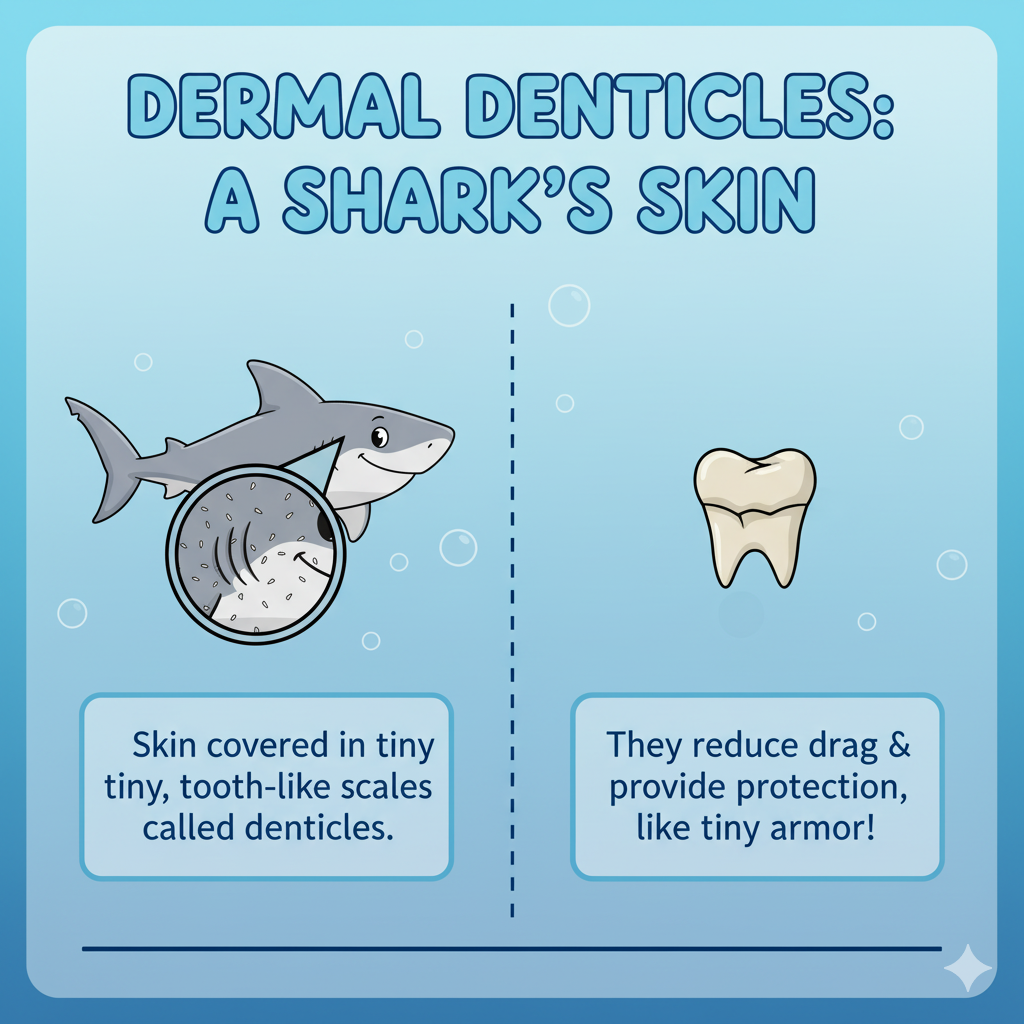 DERMAL DENTICLES:
A SHARK’S SKIN
Skin covered in tiny
tiny, tooth-like scales
called denticles.
They reduce drag &
provide protection,
like tiny armor!